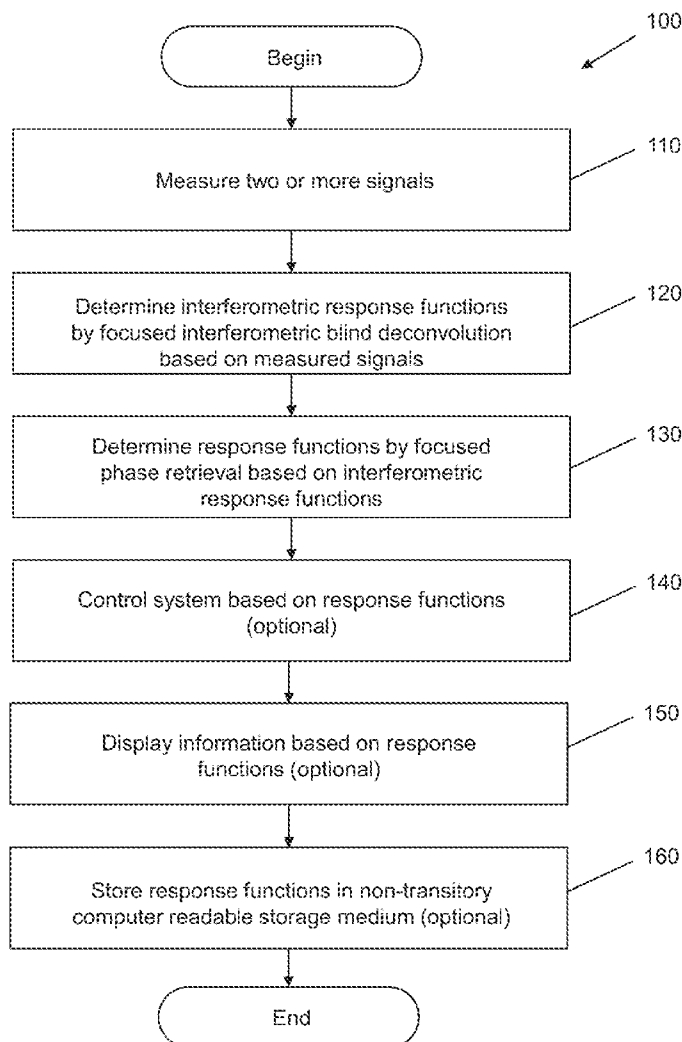 100
Begin
110
Measure two or more signals
120
Determine interferometric response functions
by focused interferometric blind deconvolution
based on measured signals
130
Determine response functions by focused
phase retrieval based on interferometric
response functions
140
Control system based on response functions
(optional)
150
Display information based on response
functions (optional)
160
Store response functions in non-transitory
computer readable storage medium (optional)
End